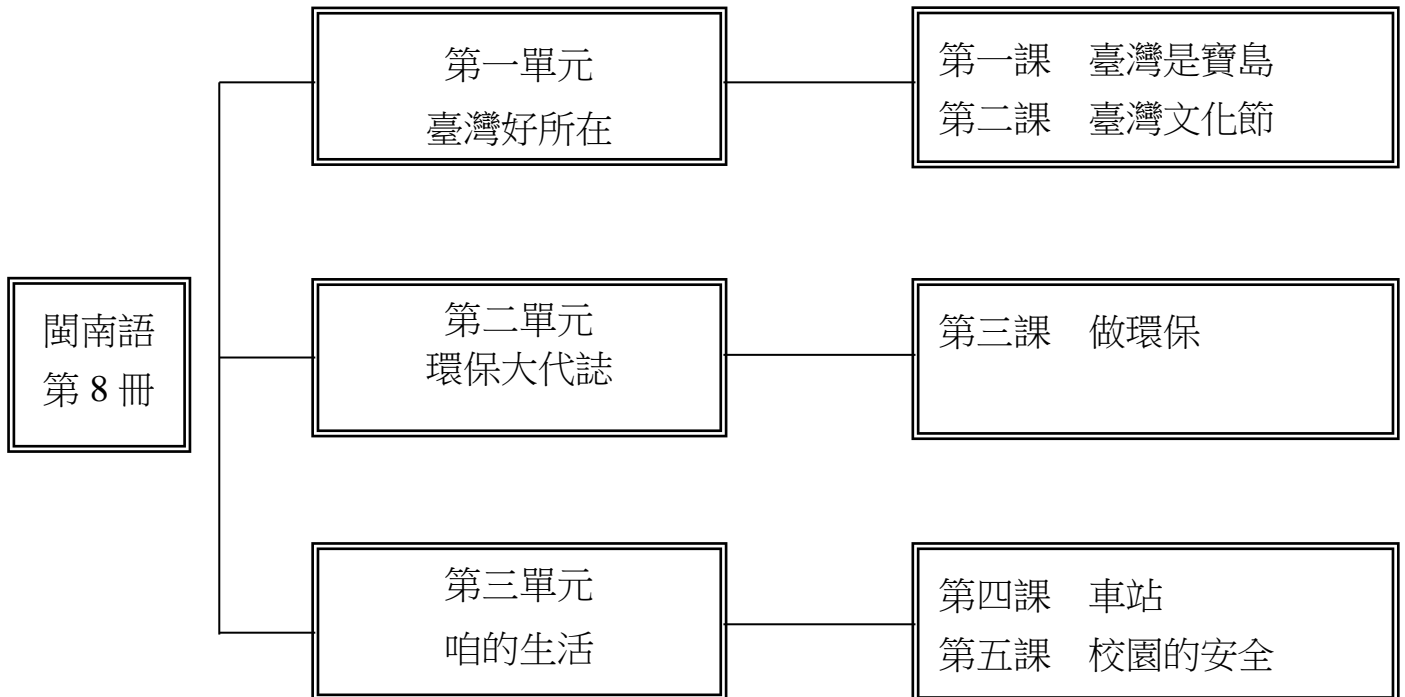 閩南語
第 8 冊
第一單元
臺灣好所在
第一課 臺灣是寶島
第二課 臺灣文化節
第二單元
環保大代誌
第三課 做環保
第三單元
咱的生活
第四課 車站
第五課 校園的安全